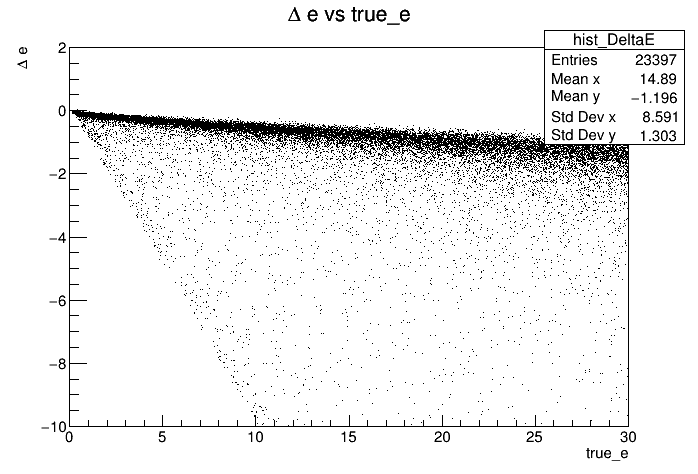 Δ e vs true_e
hist_DeltaE
Entries 23397
Mean x 14.89
Mean y −1.196
Std Dev x 8.591
Std Dev y 1.303
Δ e
2
0
−2
−4
−6
−8
−10
0 5 10 15 20 25 30
true_e